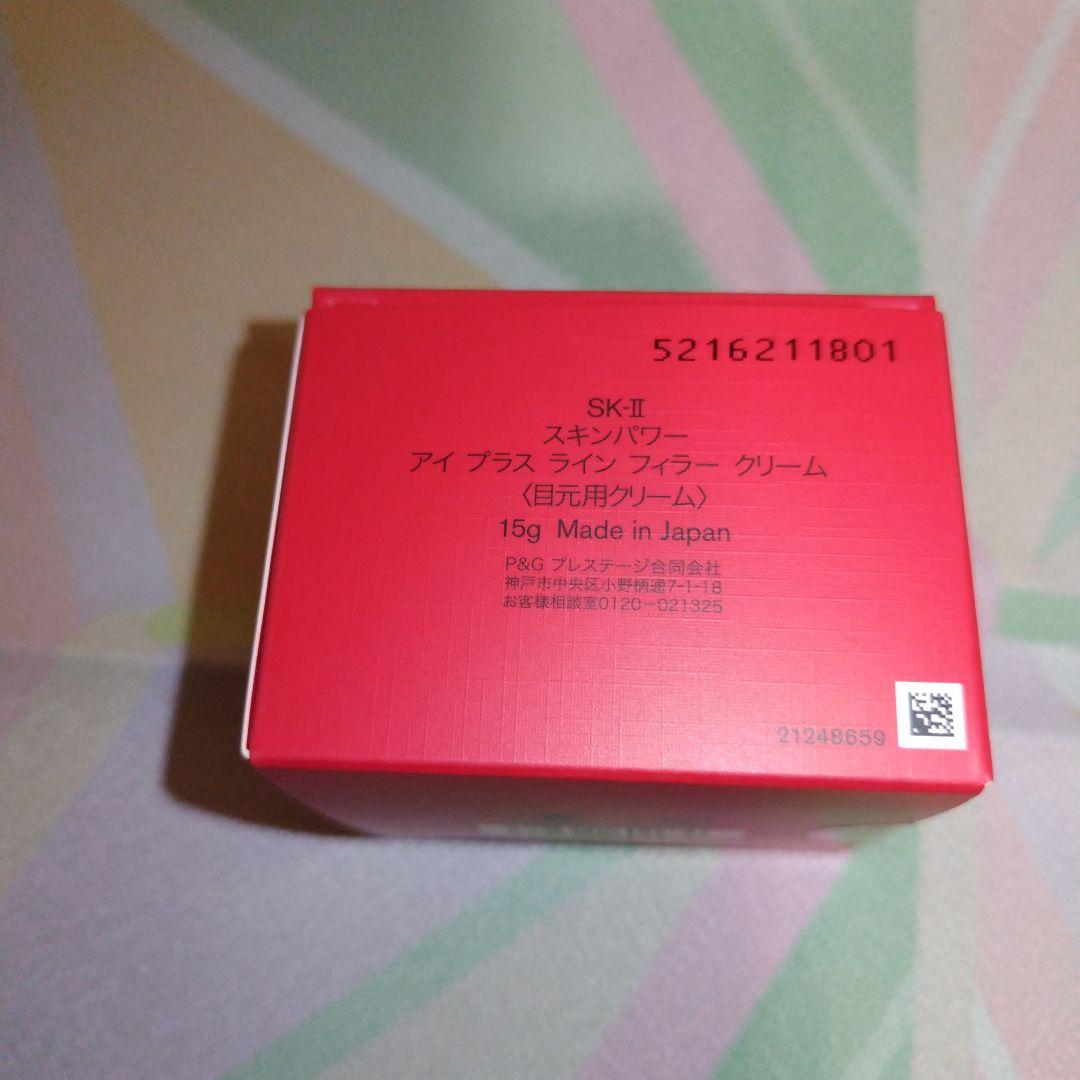 5216211801
SK-II
スキンパワー
アイ プラス ライン フィラー クリーム
〈目元用クリーム〉
15g Made in Japan
P&G プレステージ合同会社
神戸市中央区小野柄通7-1-18
お客様相談室0120-021325
21248659